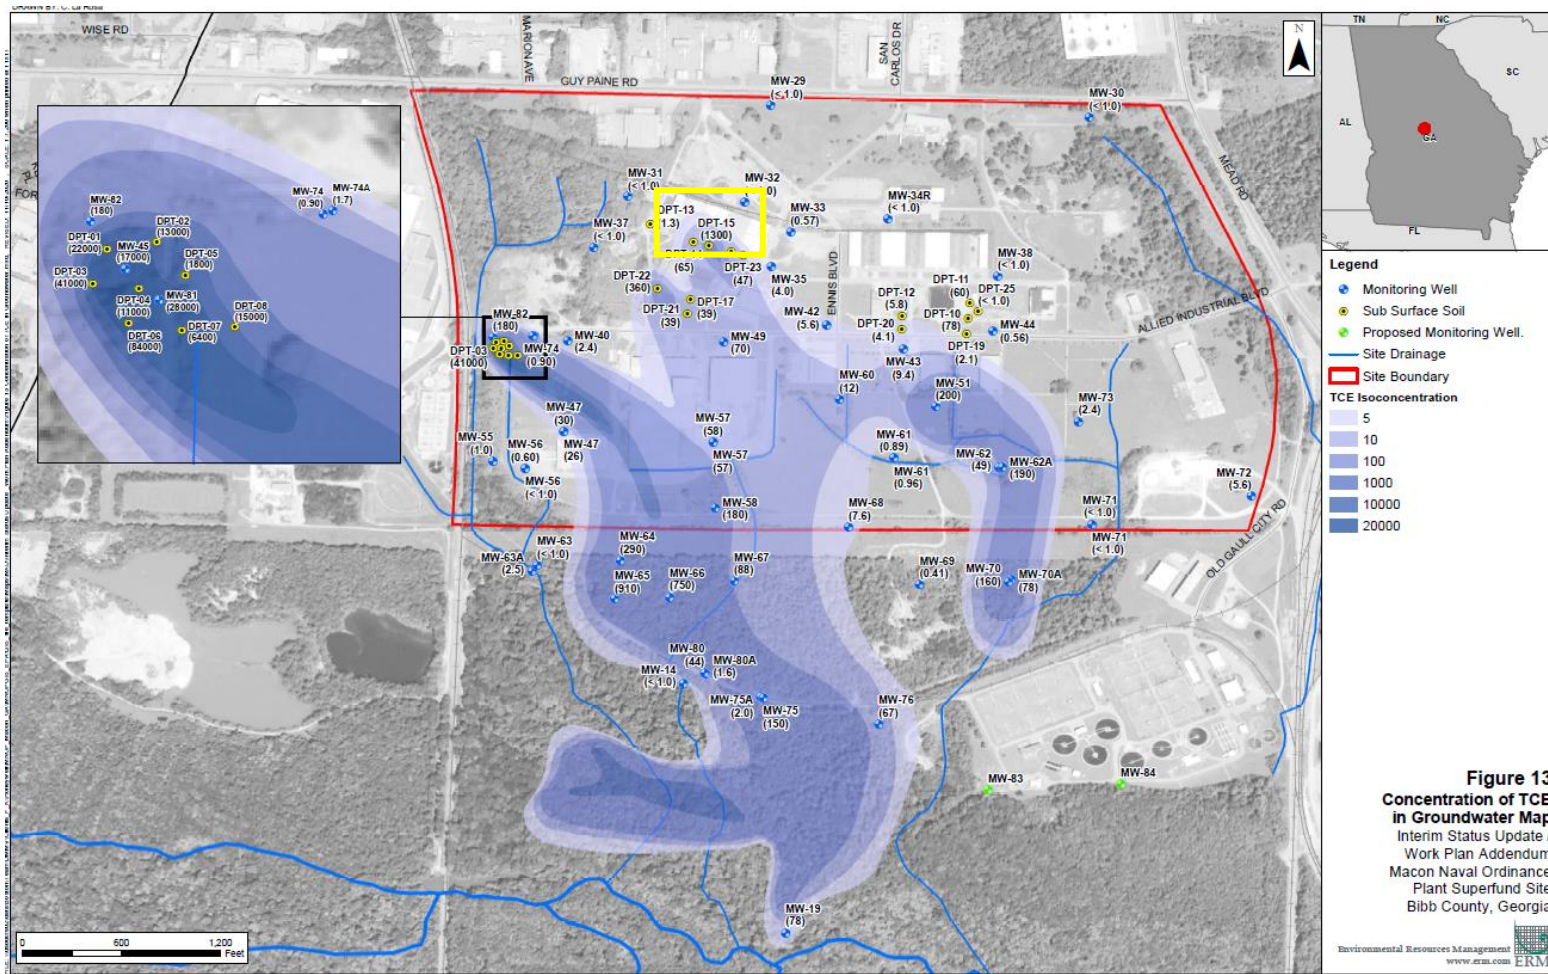 DRAWN BY: C. La Rosa
WISE RD
MARION AVE
GUY PAINE RD
SAN CARLOS DR
MEAD RD
ENNIS BLVD
ALLIED INDUSTRIAL BLVD
OLD GAULL CITY RD
FOR
N
MW-29
(< 1.0)
MW-30
(< 1.0)
MW-31
(< 1.0)
MW-32
MW-33
(0.57)
MW-34R
(< 1.0)
MW-37
(< 1.0)
DPT-13
(1.3)
DPT-15
(1300)
(65)
DPT-23
(47)
MW-35
(4.0)
MW-38
(< 1.0)
DPT-22
(360)
DPT-17
(39)
DPT-21
(39)
MW-42
(5.6)
DPT-12
(5.8)
DPT-20
(4.1)
DPT-11
(60)
DPT-25
(< 1.0)
DPT-10
(78)
DPT-19
(2.1)
MW-44
(0.56)
MW-82
(180)
DPT-03
(41000)
MW-74
(0.90)
MW-40
(2.4)
MW-49
(70)
MW-43
(9.4)
MW-60
(12)
MW-51
(200)
MW-73
(2.4)
MW-47
(30)
MW-47
(26)
MW-55
(1.0)
MW-56
(0.60)
MW-56
(< 1.0)
MW-57
(58)
MW-57
(57)
MW-61
(0.89)
MW-61
(0.96)
MW-62
(49)
MW-62A
(190)
MW-72
(5.6)
MW-58
(180)
MW-68
(7.6)
MW-71
(< 1.0)
MW-71
(< 1.0)
MW-63
(< 1.0)
MW-63A
(2.5)
MW-64
(290)
MW-65
(910)
MW-66
(750)
MW-67
(88)
MW-69
(0.41)
MW-70
(160)
MW-70A
(78)
MW-80
(44)
MW-80A
(1.6)
MW-14
(< 1.0)
MW-75A
(2.0)
MW-75
(150)
MW-76
(67)
MW-83
MW-84
MW-19
(78)
MW-82
(180)
DPT-02
(13000)
MW-74
(0.90)
MW-74A
(1.7)
DPT-01
(22000)
MW-45
(17000)
DPT-05
(1800)
DPT-03
(41000)
DPT-04
(11000)
MW-81
(28000)
DPT-08
(15000)
DPT-06
(84000)
DPT-07
(6400)
0 600 1,200
Feet
TN
NC
SC
AL
GA
FL
Legend
Monitoring Well
Sub Surface Soil
Proposed Monitoring Well.
Site Drainage
Site Boundary
TCE Isoconcentration
5
10
100
1000
10000
20000
Figure 13
Concentration of TCE
in Groundwater Map
Interim Status Update
Work Plan Addendum
Macon Naval Ordinance
Plant Superfund Site
Bibb County, Georgia
Environmental Resources Management
www.erm.com
ERM